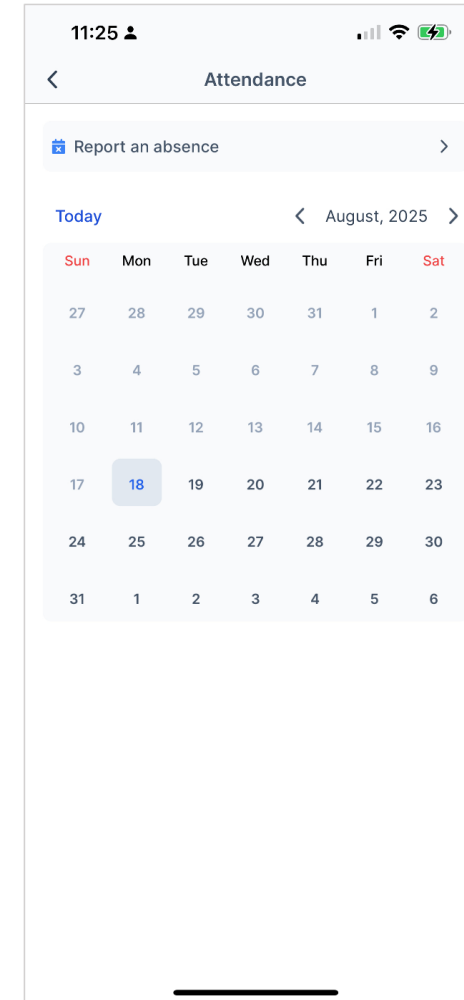 11:25
Attendance
Report an absence
Today August, 2025
Sun Mon Tue Wed Thu Fri Sat
27 28 29 30 31 1 2
3 4 5 6 7 8 9
10 11 12 13 14 15 16
17 18 19 20 21 22 23
24 25 26 27 28 29 30
31 1 2 3 4 5 6